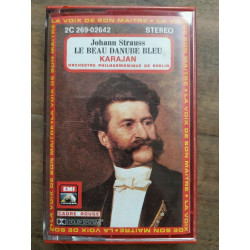 LA VOIX DE SON MAITRE
2C 269-02642 STEREO
Johann Strauss
LE BEAU DANUBE BLEU
KARAJAN
ORCHESTRE PHILHARMONIQUE DE BERLIN
EMI
CADRE ROUGE
DOLBY